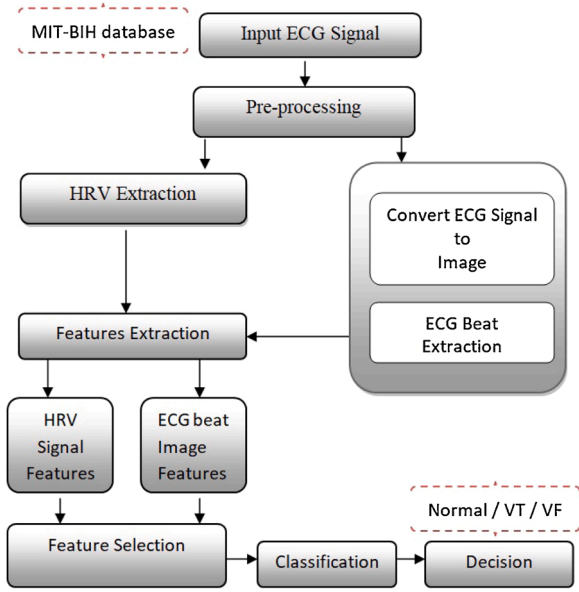 MIT-BIH database
Input ECG Signal
Pre-processing
HRV Extraction
Convert ECG Signal
to
Image
ECG Beat
Extraction
Features Extraction
HRV
Signal
Features
ECG beat
Image
Features
Normal / VT / VF
Feature Selection
Classification
Decision